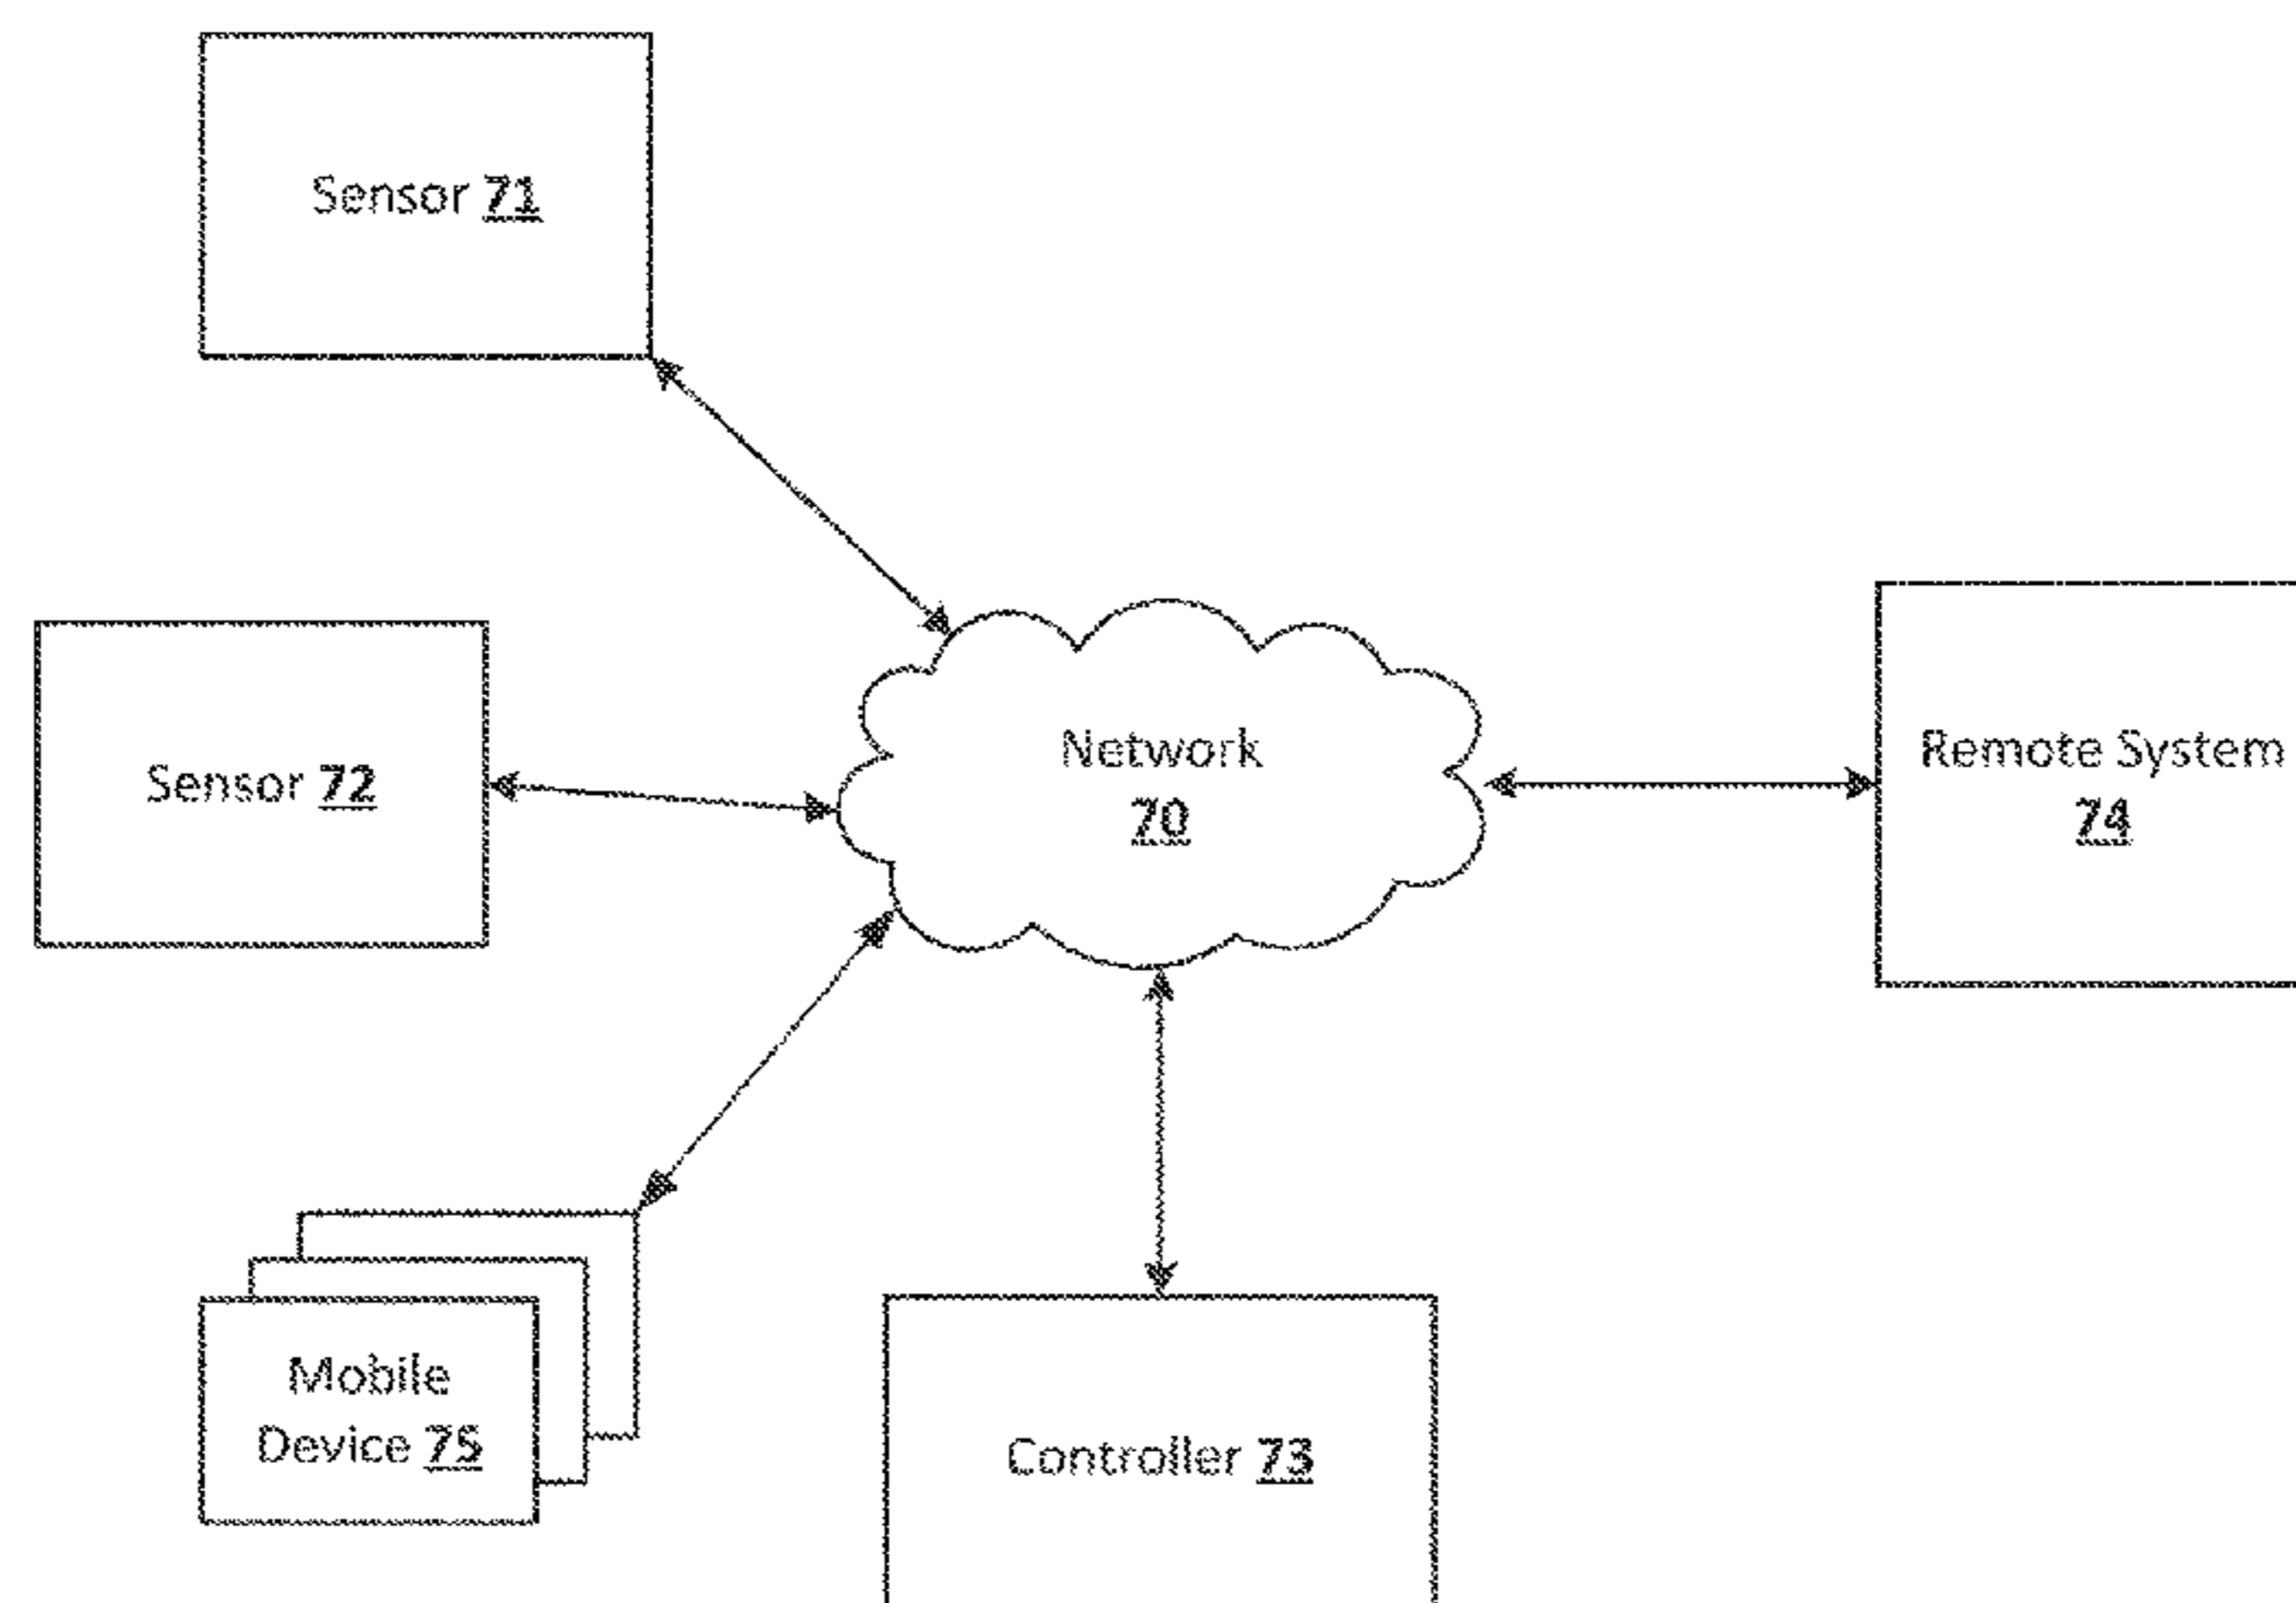 Sensor 71
Network
70
Remote System
74
Sensor 72
Mobile
Device 75
Controller 73